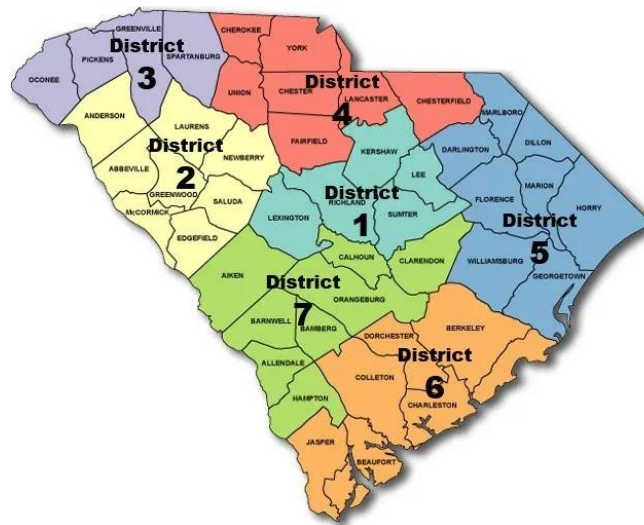 GREENVILLE
CHEROKEE
YORK
PICKENS
District
SPARTANBURG
OCONEE
3
UNION
CHESTER
District
LANCASTER
4
CHESTERFIELD
MARLBORO
ANDERSON
LAURENS
FAIRFIELD
KERSHAW
DARLINGTON
DILLON
District
NEWBERRY
ABBEVILLE
2
GREENWOOD
LEE
MARION
SALUDA
RICHLAND
District
FLORENCE
HORRY
McCORMICK
LEXINGTON
1
SUMTER
District
EDGEFIELD
5
CALHOUN
CLARENDON
WILLIAMSBURG
GEORGETOWN
AIKEN
District
ORANGEBURG
7
BARNWELL
BAMBERG
DORCHESTER
BERKELEY
District
ALLENDALE
COLLETON
6
HAMPTON
CHARLESTON
JASPER
BEAUFORT